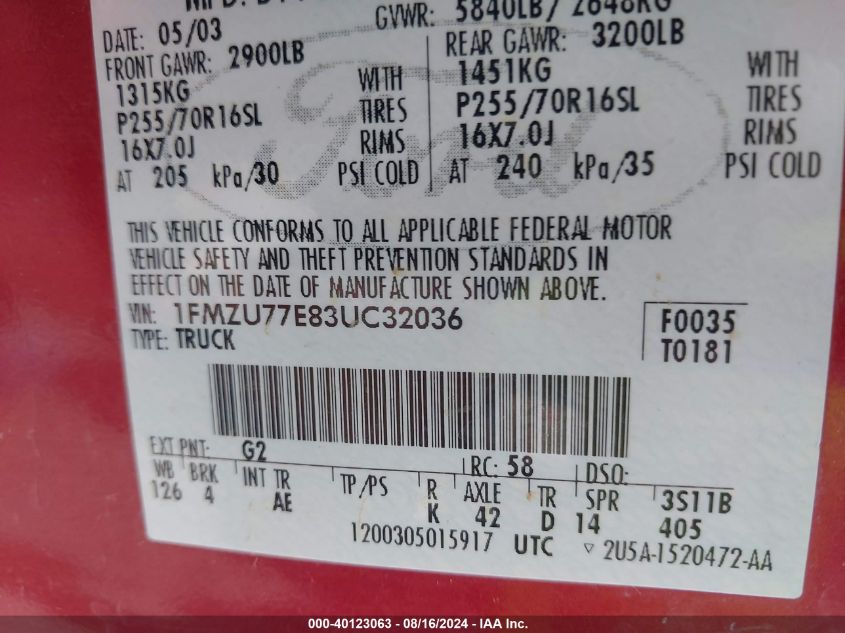 GVWR: 5840LB/ 2648KG
DATE: 05/03
FRONT GAWR: 2900LB
REAR GAWR: 3200LB
1315KG WITH
1451KG WITH
P255/70R16SL TIRES
P255/70R16SL TIRES
16X7.0J RIMS
16X7.0J RIMS
AT 205 kPa/30 PSI COLD
AT 240 kPa/35 PSI COLD
Ford
THIS VEHICLE CONFORMS TO ALL APPLICABLE FEDERAL MOTOR
VEHICLE SAFETY AND THEFT PREVENTION STANDARDS IN
EFFECT ON THE DATE OF MANUFACTURE SHOWN ABOVE.
VIN: 1FMZU77E83UC32036
TYPE: TRUCK
F0035
T0181
EXT PNT: G2 RC: 58 DSO:
WB BRK INT TR TP/PS R AXLE TR SPR 3S11B
126 4 AE K 42 D 14 405
1200305015917 UTC ▽ 2U5A-1520472-AA
000-40123063 - 08/16/2024 - IAA Inc.